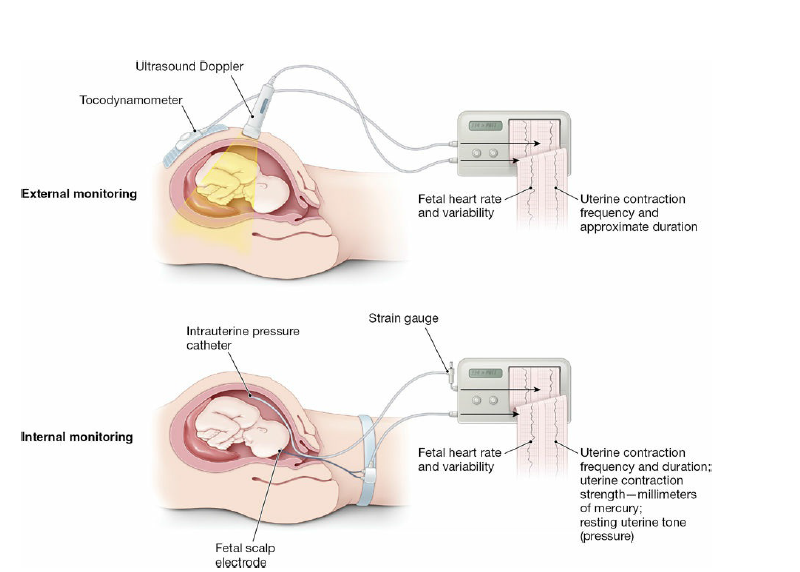 Ultrasound Doppler
Tocodynamometer
External monitoring
Fetal heart rate
and variability
Uterine contraction
frequency and
approximate duration
Strain gauge
Intrauterine pressure
catheter
Internal monitoring
Fetal heart rate
and variability
Uterine contraction
frequency and duration;;
uterine contraction
strength—millimeters
of mercury;
resting uterine tone
(pressure)
Fetal scalp
electrode